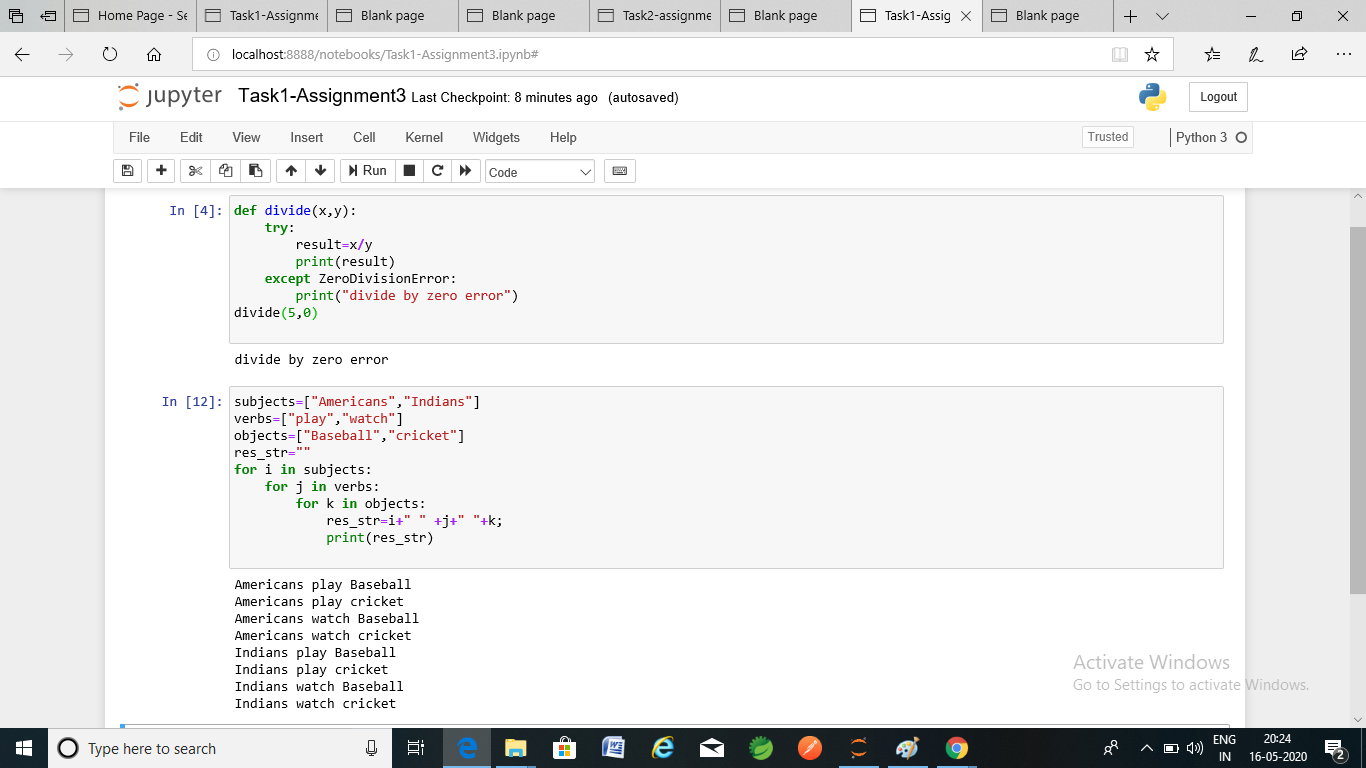 Home Page - Se
Task1-Assignme
Blank page
Blank page
Task2-assignme
Blank page
Task1-Assig
Blank page
localhost:8888/notebooks/Task1-Assignment3.ipynb#
jupyter Task1-Assignment3 Last Checkpoint: 8 minutes ago (autosaved)
Logout
File Edit View Insert Cell Kernel Widgets Help
Trusted
Python 3
Run
Code
In [4]:
def divide(x,y):
    try:
        result=x/y
        print(result)
    except ZeroDivisionError:
        print("divide by zero error")
divide(5,0)
divide by zero error
In [12]:
subjects=["Americans","Indians"]
verbs=["play","watch"]
objects=["Baseball","cricket"]
res_str=""
for i in subjects:
    for j in verbs:
        for k in objects:
            res_str=i+" " +j+" "+k;
            print(res_str)
Americans play Baseball
Americans play cricket
Americans watch Baseball
Americans watch cricket
Indians play Baseball
Indians play cricket
Indians watch Baseball
Indians watch cricket
Activate Windows
Go to Settings to activate Windows.
Type here to search
ENG
IN
20:24
16-05-2020
2